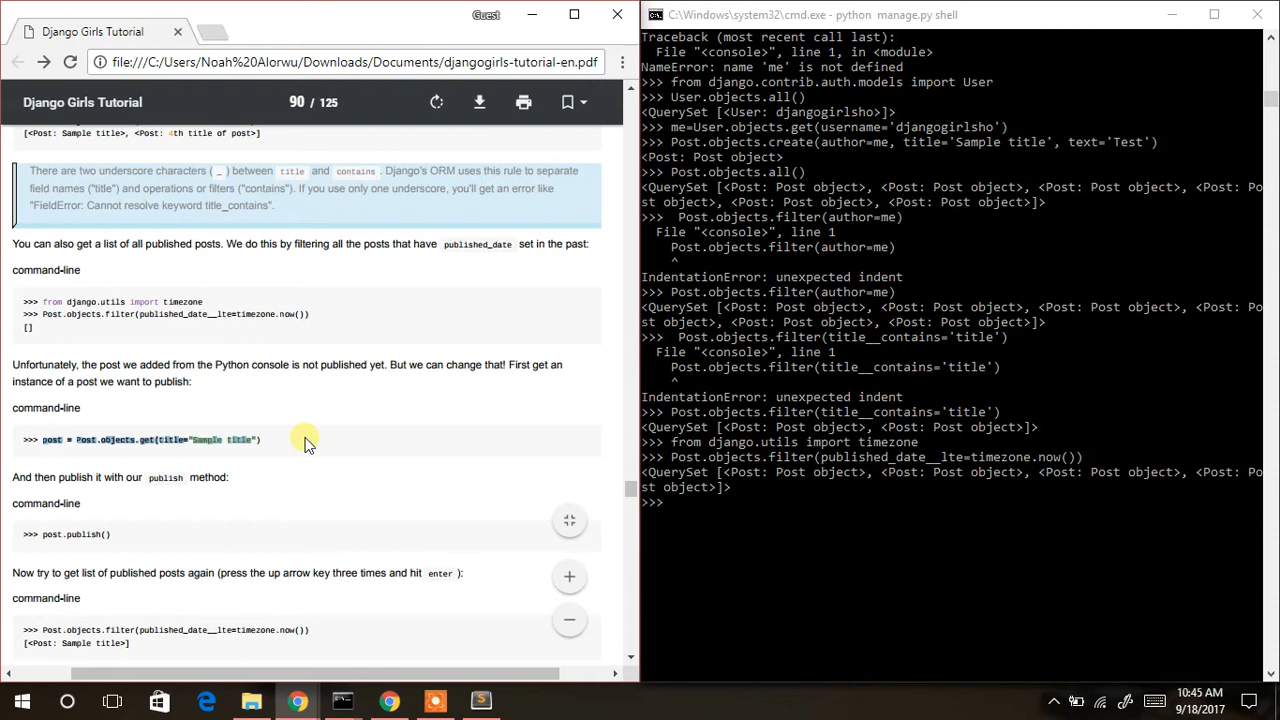 Guest
Django Girls Tutorial
file:///C:/Users/Noah%20Alorwu/Downloads/Documents/djangogirls-tutorial-en.pdf
Django Girls Tutorial
90 / 125
[<Post: Sample title>, <Post: 4th title of post>]
There are two underscore characters ( _ ) between title and contains . Django's ORM uses this rule to separate
field names ("title") and operations or filters ("contains"). If you use only one underscore, you'll get an error like
"FieldError: Cannot resolve keyword title_contains".
You can also get a list of all published posts. We do this by filtering all the posts that have published_date set in the past:
command-line
>>> from django.utils import timezone
>>> Post.objects.filter(published_date__lte=timezone.now())
[]
Unfortunately, the post we added from the Python console is not published yet. But we can change that! First get an
instance of a post we want to publish:
command-line
>>> post = Post.objects.get(title="Sample title")
And then publish it with our publish method:
command-line
>>> post.publish()
Now try to get list of published posts again (press the up arrow key three times and hit enter ):
command-line
>>> Post.objects.filter(published_date__lte=timezone.now())
[<Post: Sample title>]
C:\Windows\system32\cmd.exe - python  manage.py shell
Traceback (most recent call last):
  File "<console>", line 1, in <module>
NameError: name 'me' is not defined
>>> from django.contrib.auth.models import User
>>> User.objects.all()
<QuerySet [<User: djangogirlsho>]>
>>> me=User.objects.get(username='djangogirlsho')
>>> Post.objects.create(author=me, title='Sample title', text='Test')
<Post: Post object>
>>> Post.all()
<QuerySet [<Post: Post object>, <Post: Post object>, <Post: Post object>, <Post: Po
st object>, <Post: Post object>, <Post: Post object>]>
>>>  Post.objects.filter(author=me)
  File "<console>", line 1
    Post.objects.filter(author=me)
    ^
IndentationError: unexpected indent
>>> Post.objects.filter(author=me)
<QuerySet [<Post: Post object>, <Post: Post object>, <Post: Post object>, <Post: Po
st object>, <Post: Post object>, <Post: Post object>]>
>>>  Post.objects.filter(title__contains='title')
  File "<console>", line 1
    Post.objects.filter(title__contains='title')
    ^
IndentationError: unexpected indent
>>> Post.objects.filter(title__contains='title')
<QuerySet [<Post: Post object>, <Post: Post object>]>
>>> from django.utils import timezone
>>> Post.objects.filter(published_date__lte=timezone.now())
<QuerySet [<Post: Post object>, <Post: Post object>, <Post: Post object>, <Post: Po
st object>]>
>>>
10:45 AM
9/18/2017